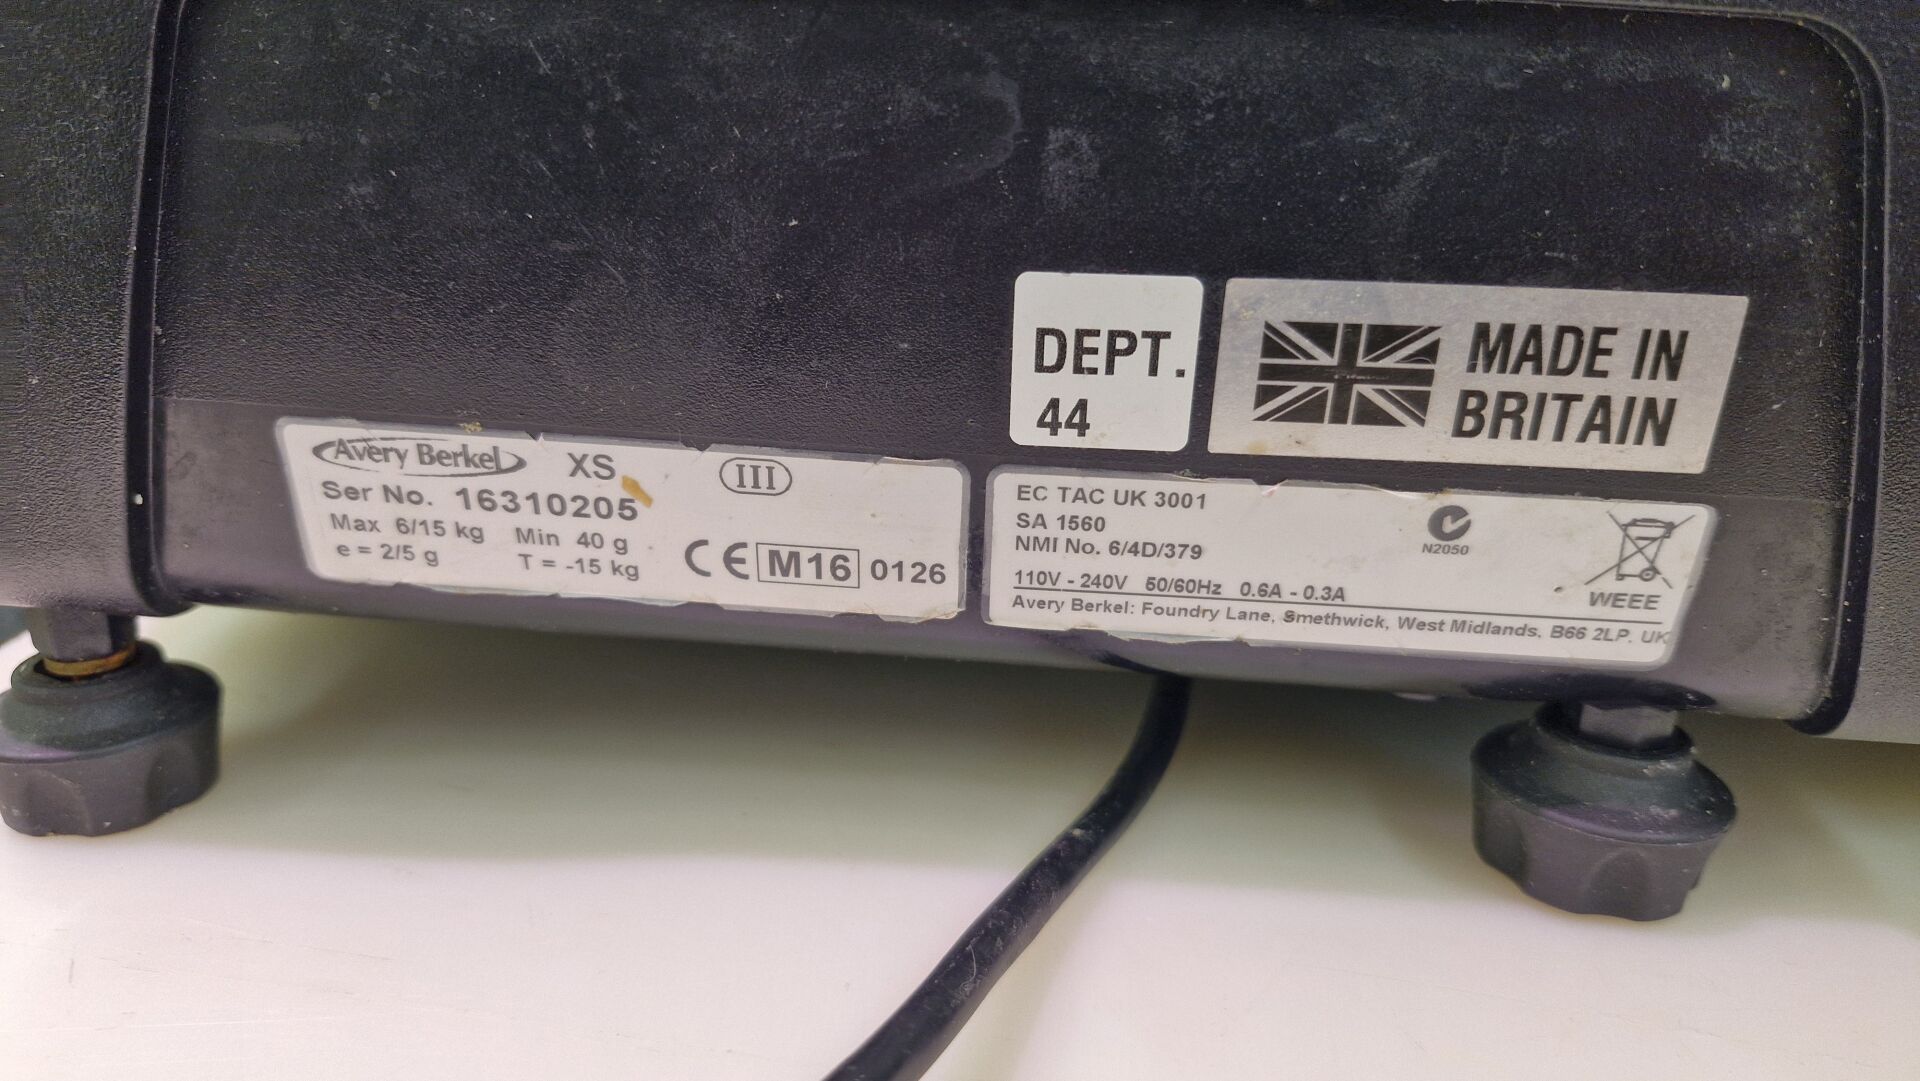 DEPT.
44
MADE IN
BRITAIN
Avery Berkel XS III
Ser No. 16310205
Max 6/15 kg Min 40 g
e = 2/5 g T = -15 kg
CE M16 0126
EC TAC UK 3001
SA 1560
NMI No. 6/4D/379
N2050
110V - 240V 50/60Hz 0.6A - 0.3A
WEEE
Avery Berkel: Foundry Lane, Smethwick, West Midlands, B66 2LP. UK